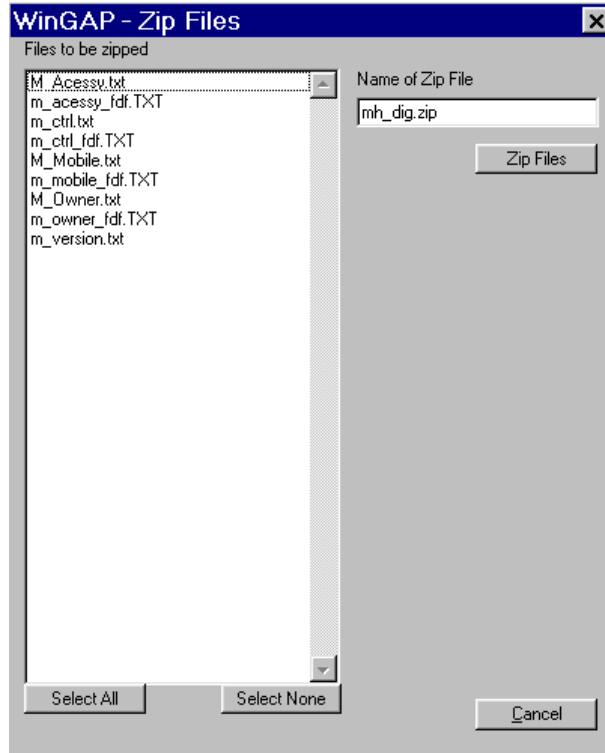 WinGAP - Zip Files
Files to be zipped
M_Acessy.txt
m_acessy_fdf.TXT
m_ctrl.txt
m_ctrl_fdf.TXT
M_Mobile.txt
m_mobile_fdf.TXT
M_Owner.txt
m_owner_fdf.TXT
m_version.txt
Name of Zip File
mh_dig.zip
Zip Files
Select All
Select None
Cancel